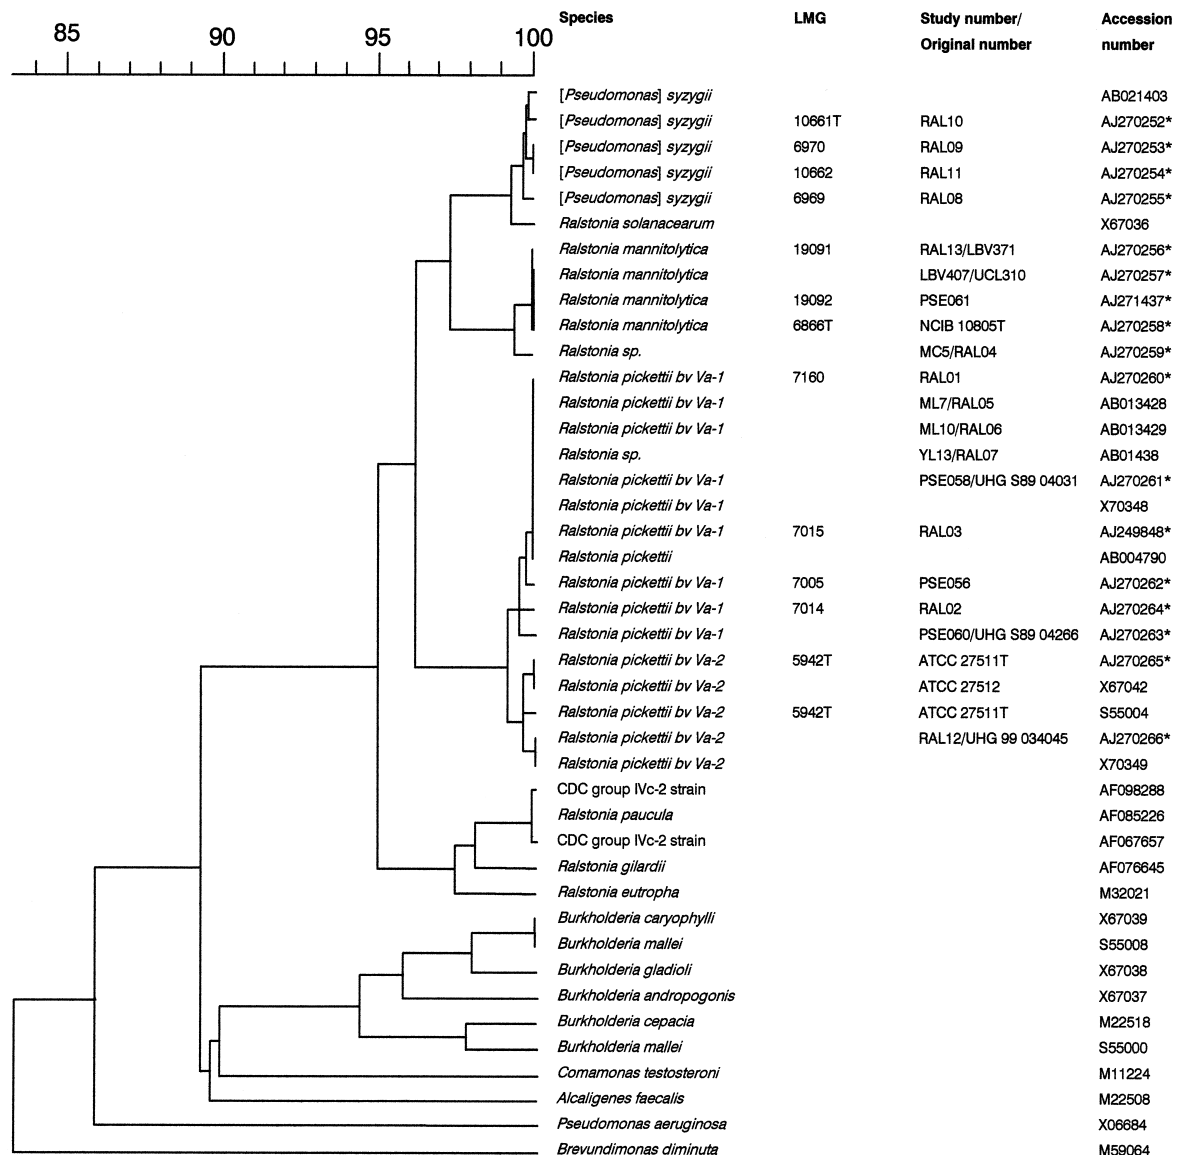 Species LMG Study number/ Accession
Original number number
85 90 95 100
[Pseudomonas] syzygii AB021403
[Pseudomonas] syzygii 10661T RAL10 AJ270252*
[Pseudomonas] syzygii 6970 RAL09 AJ270253*
[Pseudomonas] syzygii 10662 RAL11 AJ270254*
[Pseudomonas] syzygii 6969 RAL08 AJ270255*
Ralstonia solanacearum X67036
Ralstonia mannitolytica 19091 RAL13/LBV371 AJ270256*
Ralstonia mannitolytica LBV407/UCL310 AJ270257*
Ralstonia mannitolytica 19092 PSE061 AJ271437*
Ralstonia mannitolytica 6866T NCIB 10805T AJ270258*
Ralstonia sp. MC5/RAL04 AJ270259*
Ralstonia pickettii bv Va-1 7160 RAL01 AJ270260*
Ralstonia pickettii bv Va-1 ML7/RAL05 AB013428
Ralstonia pickettii bv Va-1 ML10/RAL06 AB013429
Ralstonia sp. YL13/RAL07 AB01438
Ralstonia pickettii bv Va-1 PSE058/UHG S89 04031 AJ270261*
Ralstonia pickettii bv Va-1 X70348
Ralstonia pickettii bv Va-1 7015 RAL03 AJ249848*
Ralstonia pickettii AB004790
Ralstonia pickettii bv Va-1 7005 PSE056 AJ270262*
Ralstonia pickettii bv Va-1 7014 RAL02 AJ270264*
Ralstonia pickettii bv Va-1 PSE060/UHG S89 04266 AJ270263*
Ralstonia pickettii bv Va-2 5942T ATCC 27511T AJ270265*
Ralstonia pickettii bv Va-2 ATCC 27512 X67042
Ralstonia pickettii bv Va-2 5942T ATCC 27511T S55004
Ralstonia pickettii bv Va-2 RAL12/UHG 99 034045 AJ270266*
Ralstonia pickettii bv Va-2 X70349
CDC group IVc-2 strain AF098288
Ralstonia paucula AF085226
CDC group IVc-2 strain AF067657
Ralstonia gilardii AF076645
Ralstonia eutropha M32021
Burkholderia caryophylli X67039
Burkholderia mallei S55008
Burkholderia gladioli X67038
Burkholderia andropogonis X67037
Burkholderia cepacia M22518
Burkholderia mallei S55000
Comamonas testosteroni M11224
Alcaligenes faecalis M22508
Pseudomonas aeruginosa X06684
Brevundimonas diminuta M59064